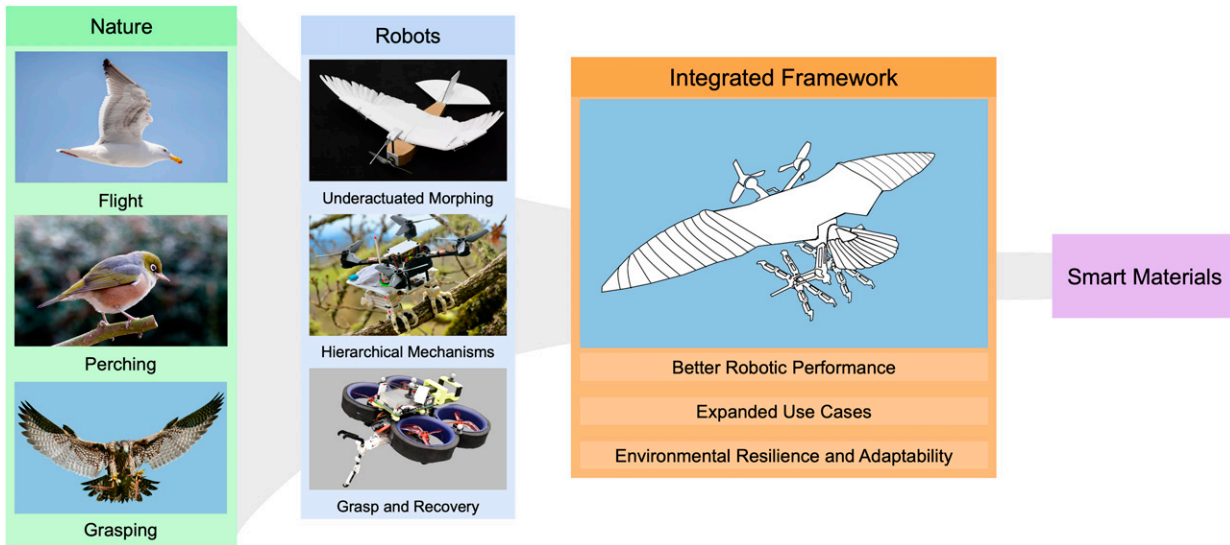 Nature
Flight
Perching
Grasping
Robots
Underactuated Morphing
Hierarchical Mechanisms
Grasp and Recovery
Integrated Framework
Better Robotic Performance
Expanded Use Cases
Environmental Resilience and Adaptability
Smart Materials